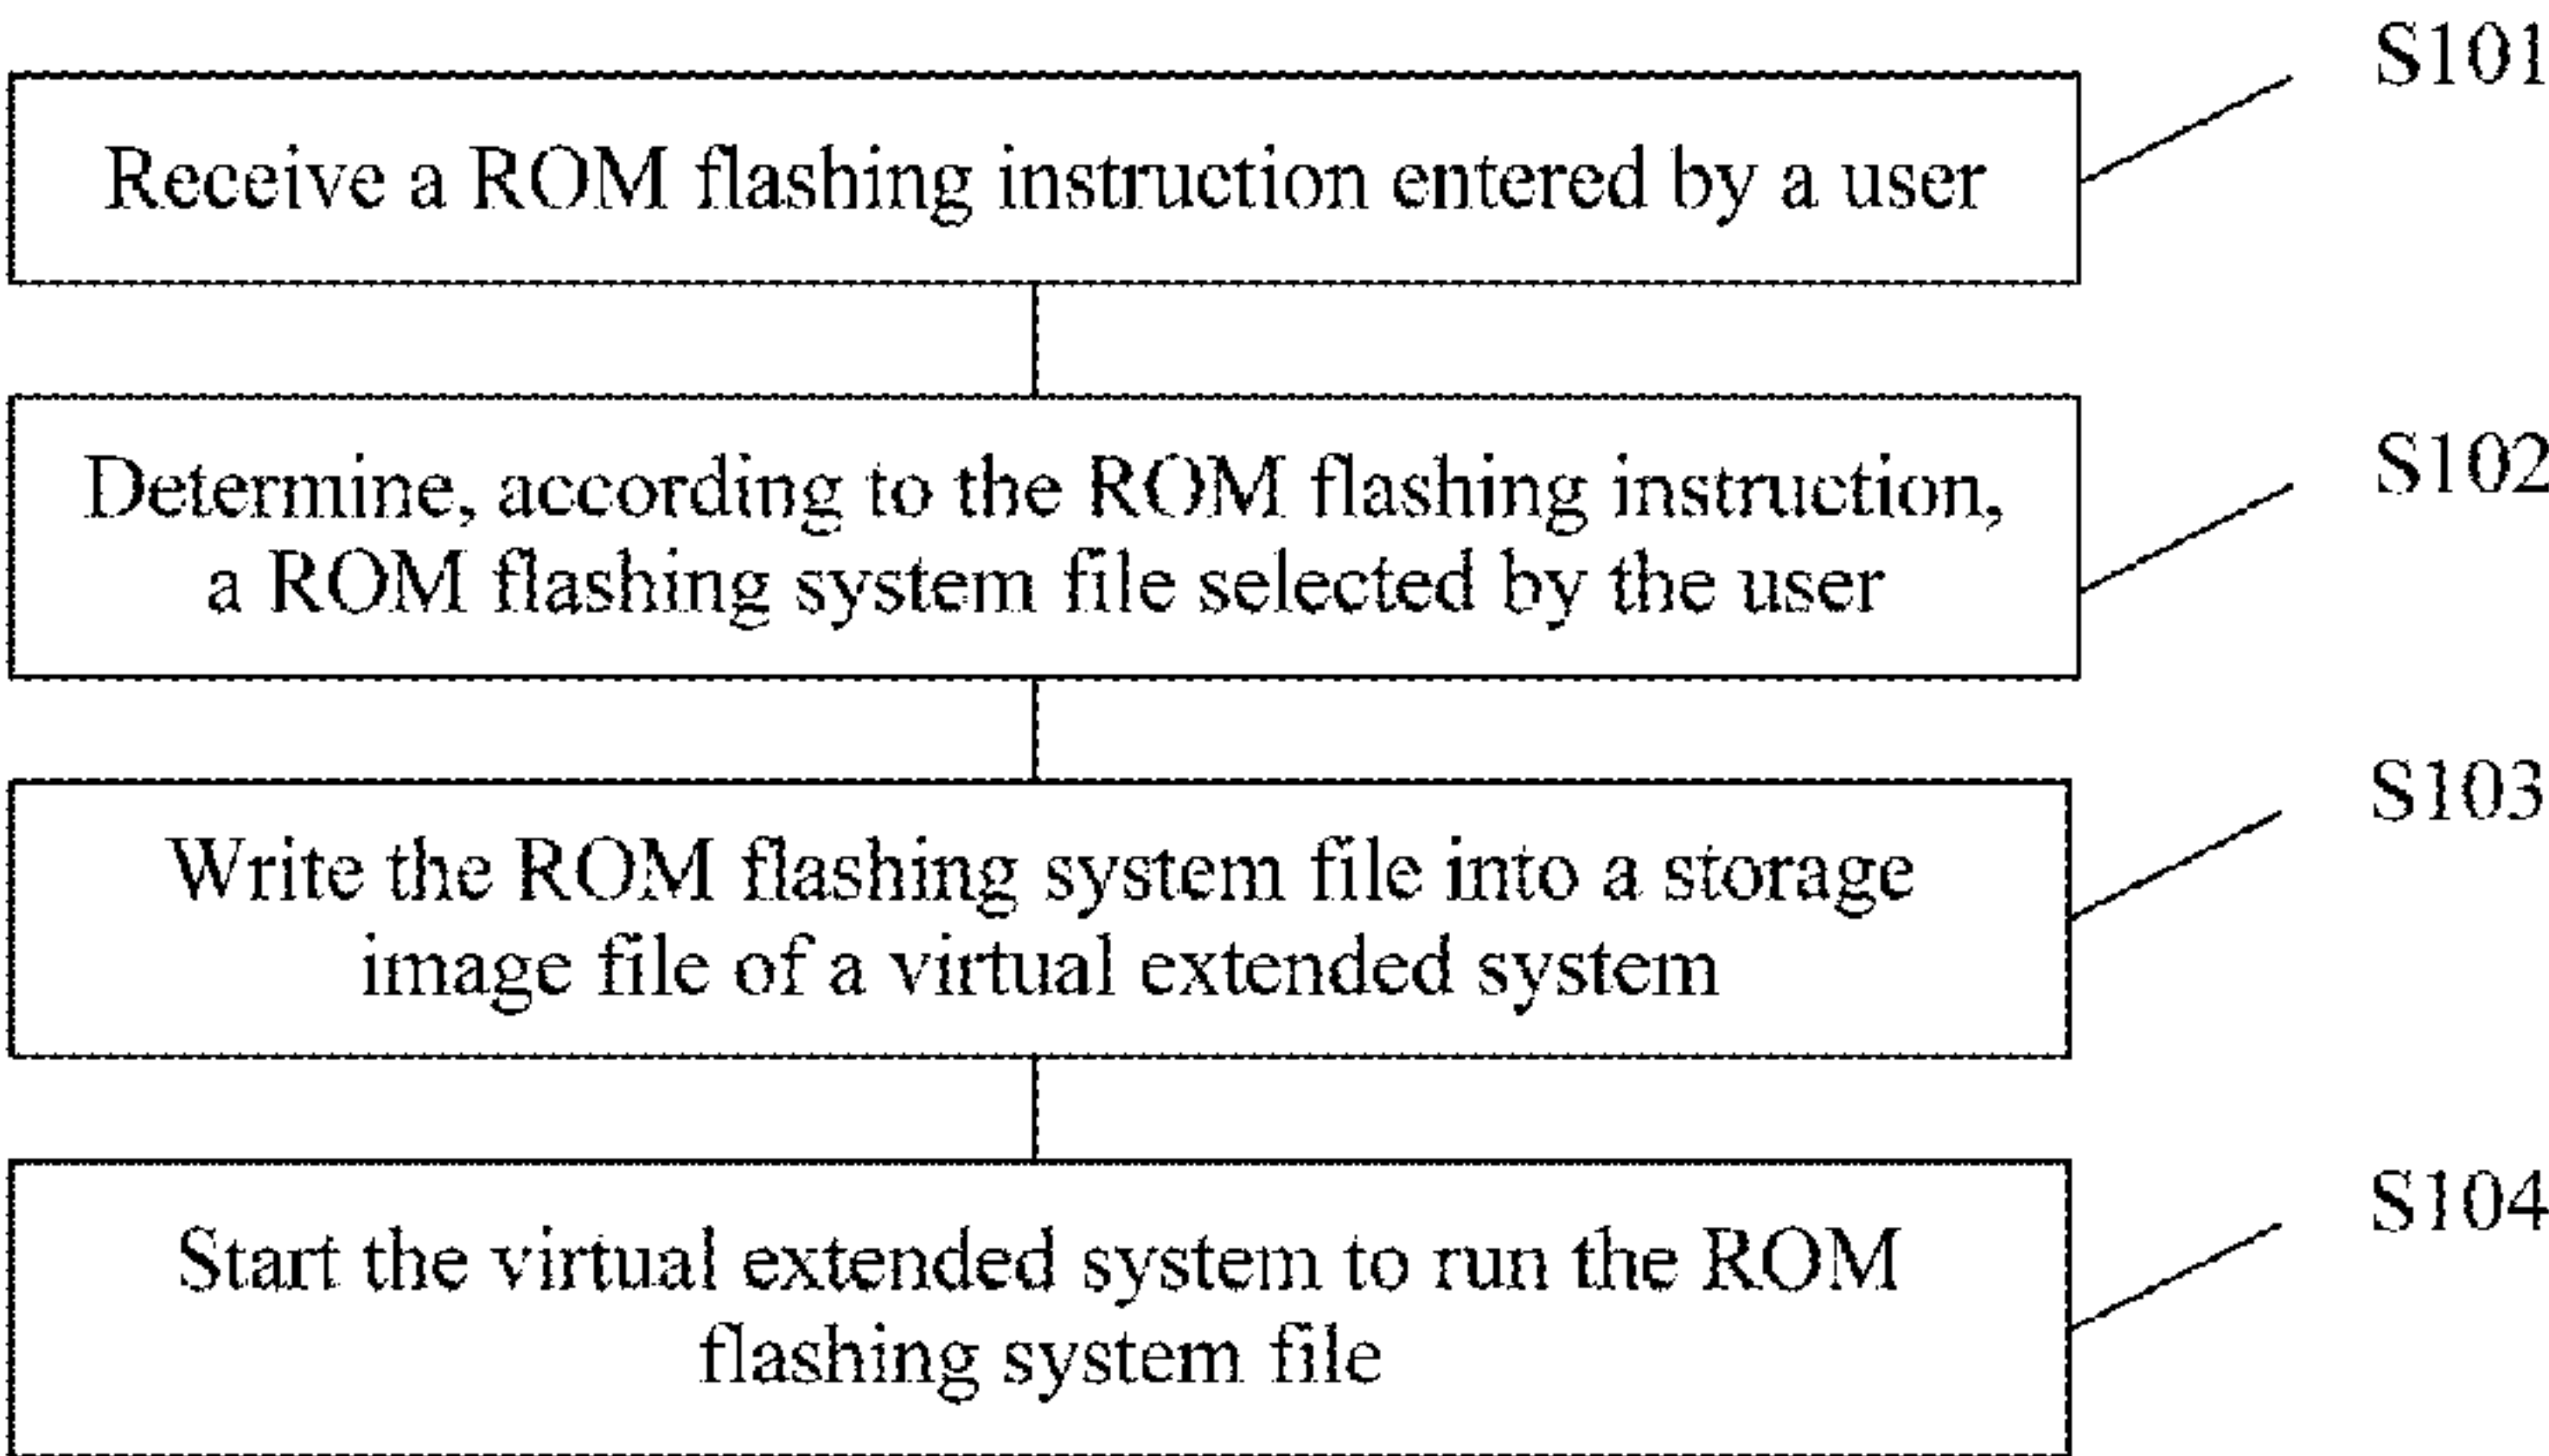 S101
Receive a ROM flashing instruction entered by a user
S102
Determine, according to the ROM flashing instruction,
a ROM flashing system file selected by the user
S103
Write the ROM flashing system file into a storage
image file of a virtual extended system
S104
Start the virtual extended system to run the ROM
flashing system file